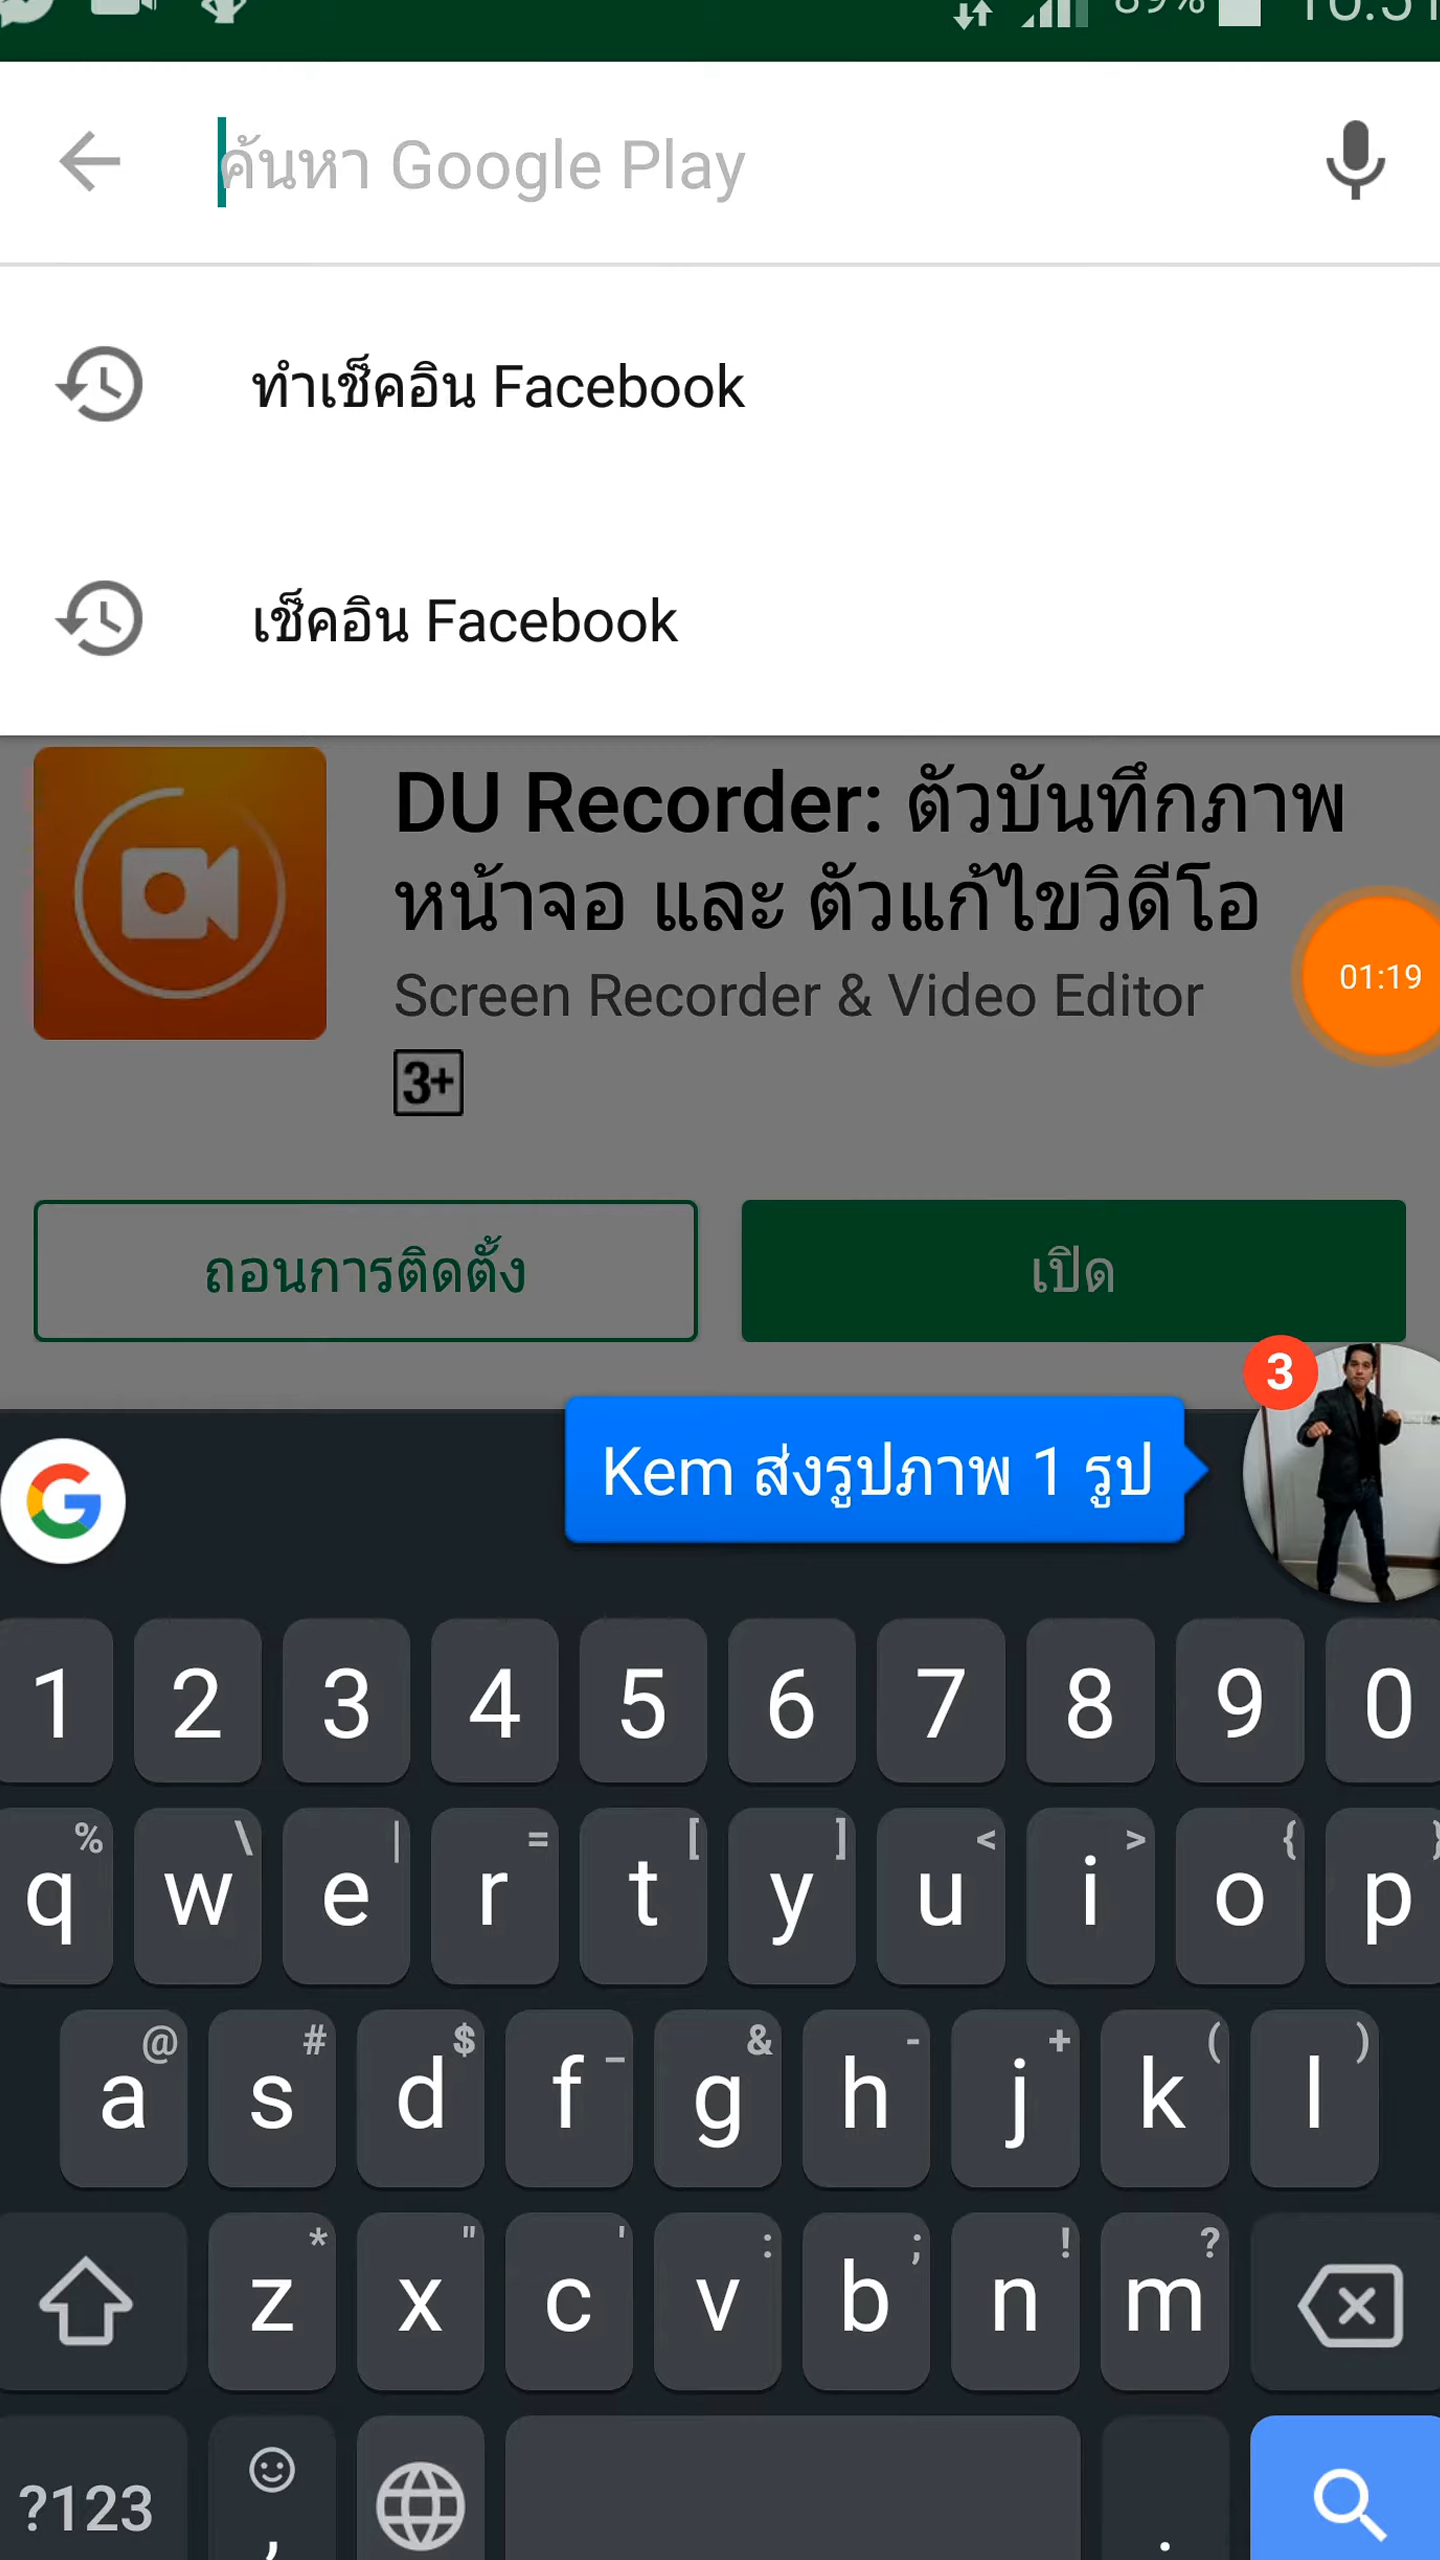 89%
ค้นหา Google Play
ทำเช็คอิน Facebook
เช็คอิน Facebook
DU Recorder: ตัวบันทึกภาพ
หน้าจอ และ ตัวแก้ไขวิดีโอ
Screen Recorder & Video Editor
01:19
3+
ถอนการติดตั้ง
เปิด
3
Kem ส่งรูปภาพ 1 รูป
G
1 2 3 4 5 6 7 8 9 0
% \ | = [ ] < > {
q w e r t y u i o p
@ # $ _ & - + ( )
a s d f g h j k l
* " ' : ; ! ?
z x c v b n m
?123 , .